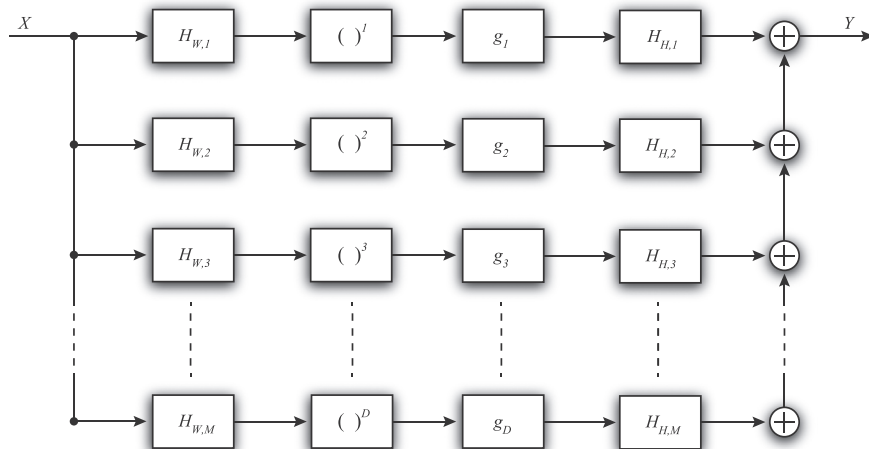 X Y
H_{W,1} ( )^1 g_1 H_{H,1}
H_{W,2} ( )^2 g_2 H_{H,2}
H_{W,3} ( )^3 g_3 H_{H,3}
H_{W,M} ( )^D g_D H_{H,M}